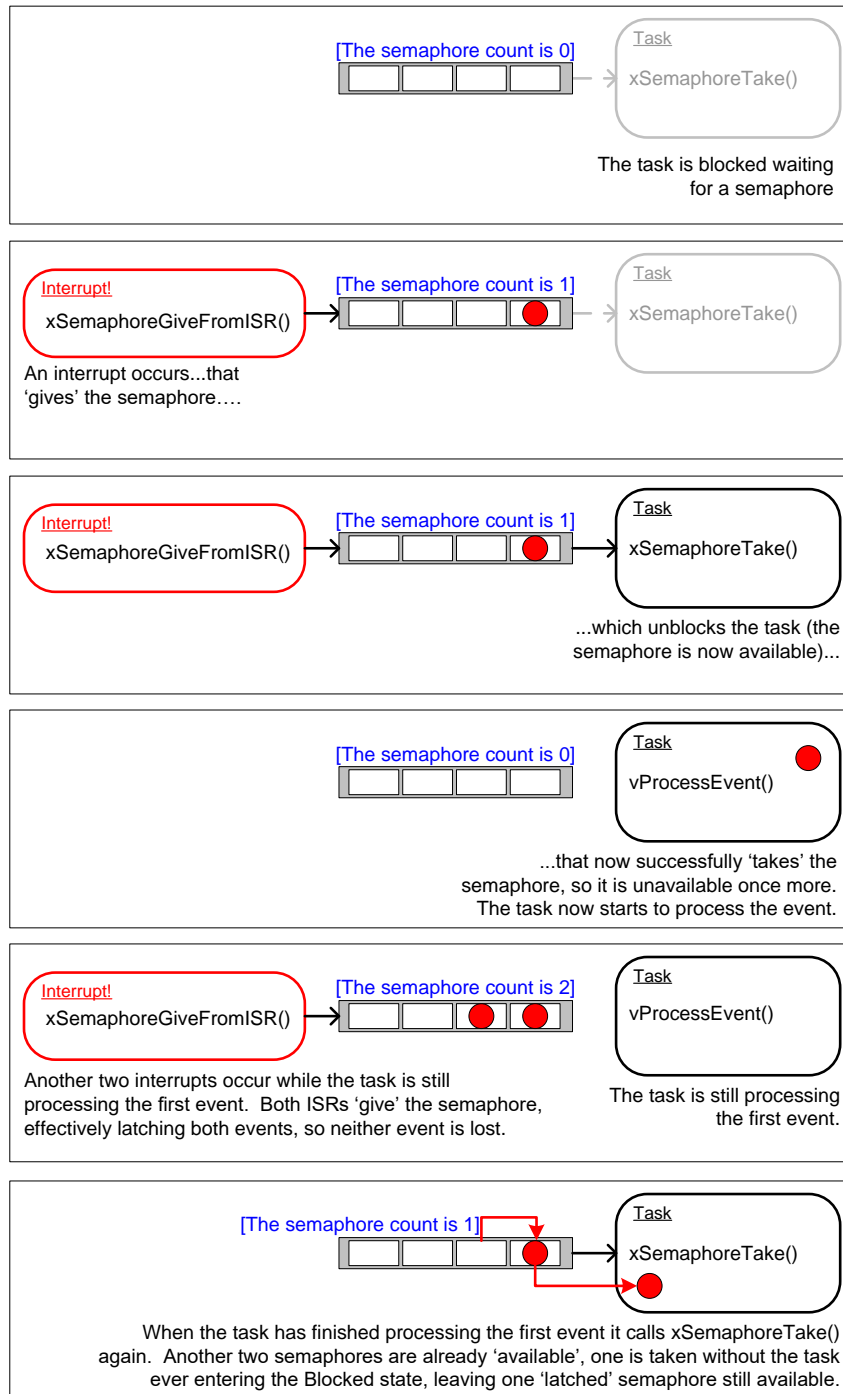 [The semaphore count is 0]
Task
xSemaphoreTake()
The task is blocked waiting
for a semaphore
Interrupt!
xSemaphoreGiveFromISR()
An interrupt occurs...that
‘gives’ the semaphore….
[The semaphore count is 1]
Task
xSemaphoreTake()
Interrupt!
xSemaphoreGiveFromISR()
[The semaphore count is 1]
Task
xSemaphoreTake()
...which unblocks the task (the
semaphore is now available)...
[The semaphore count is 0]
Task
vProcessEvent()
...that now successfully ‘takes’ the
semaphore, so it is unavailable once more.
The task now starts to process the event.
Interrupt!
xSemaphoreGiveFromISR()
[The semaphore count is 2]
Task
vProcessEvent()
Another two interrupts occur while the task is still
processing the first event.  Both ISRs ‘give’ the semaphore,
effectively latching both events, so neither event is lost.
The task is still processing
the first event.
[The semaphore count is 1]
Task
xSemaphoreTake()
When the task has finished processing the first event it calls xSemaphoreTake()
again.  Another two semaphores are already ‘available’, one is taken without the task
ever entering the Blocked state, leaving one ‘latched’ semaphore still available.